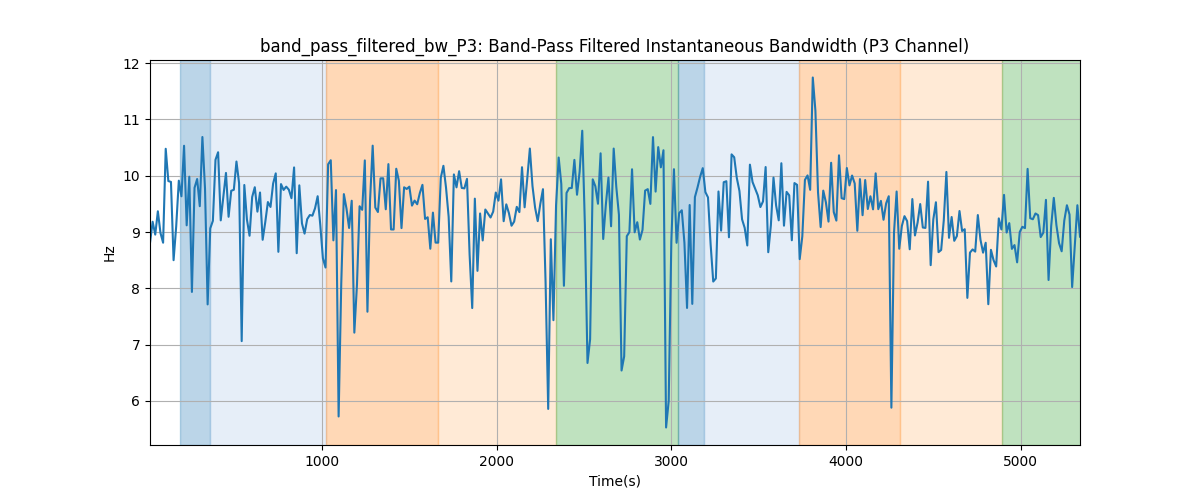 band_pass_filtered_bw_P3: Band-Pass Filtered Instantaneous Bandwidth (P3 Channel)
12
11
10
9
8
7
6
Hz
1000 2000 3000 4000 5000
Time(s)